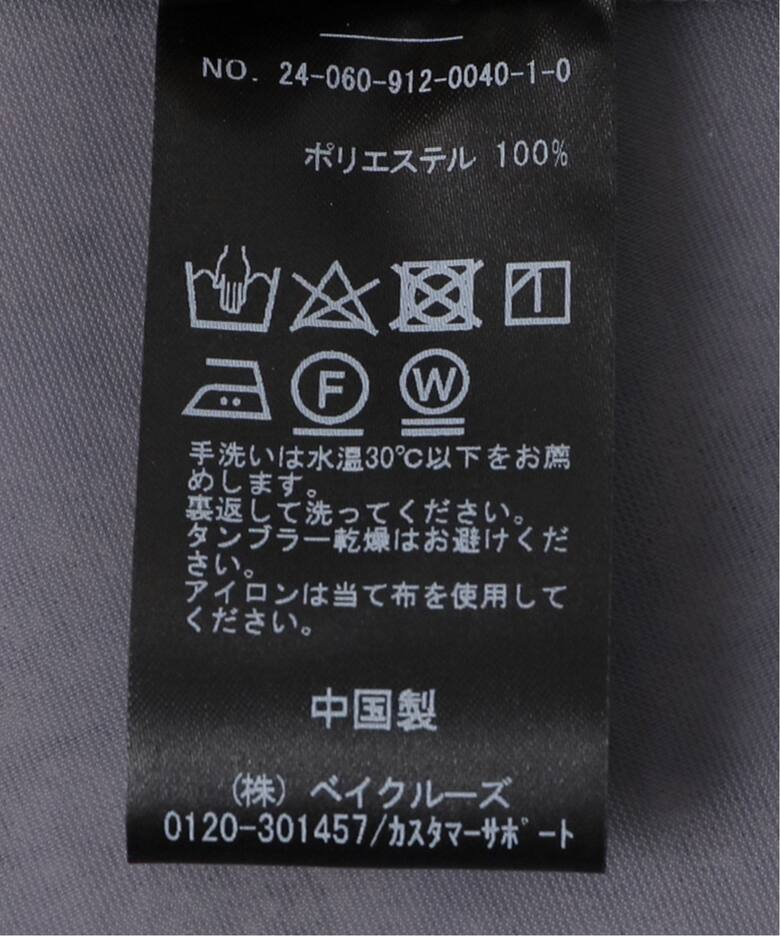 NO. 24-060-912-0040-1-0
ポリエステル 100%
F W
手洗いは水温30℃以下をお薦
めします。
裏返して洗ってください。
タンブラー乾燥はお避けくだ
さい。
アイロンは当て布を使用して
ください。
中国製
(株) ベイクルーズ
0120-301457/カスタマーサポート